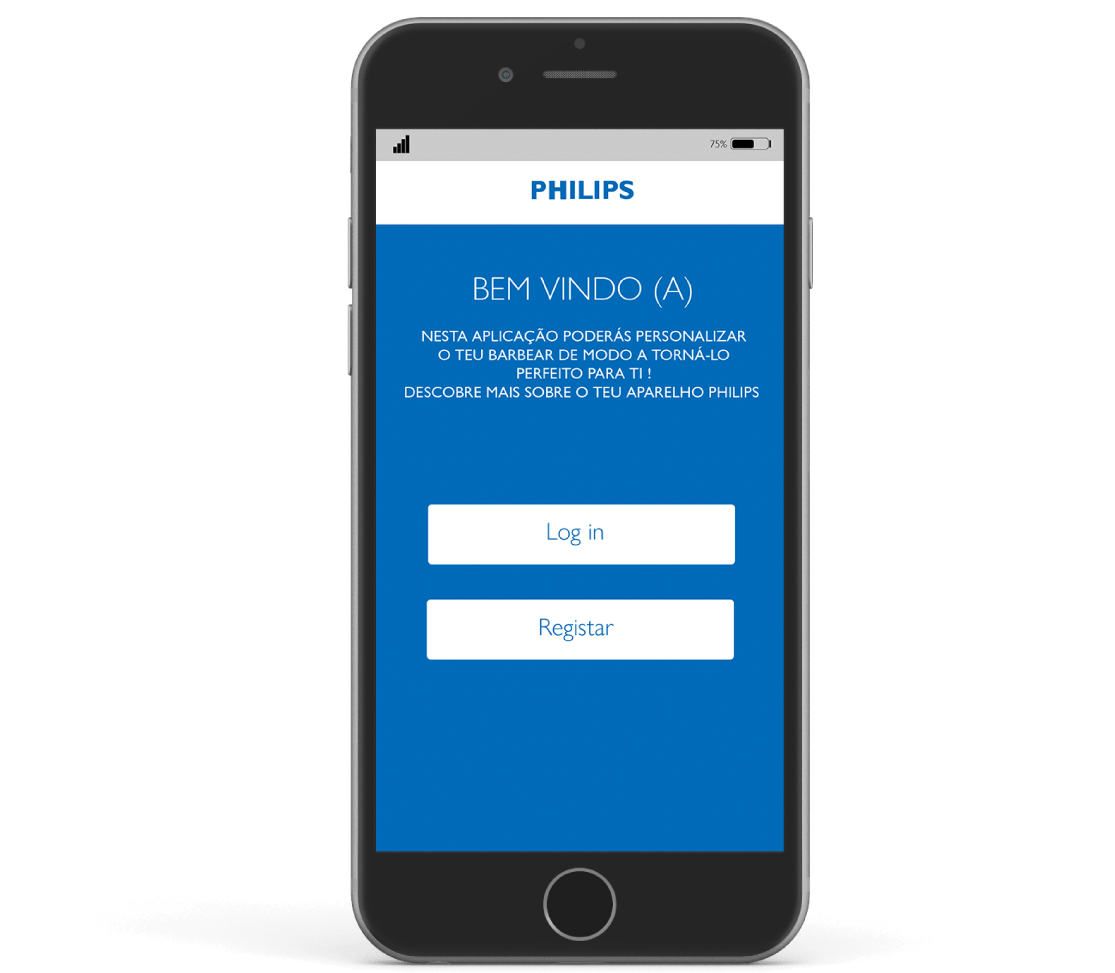 75%
PHILIPS
BEM VINDO (A)
NESTA APLICAÇÃO PODERÁS PERSONALIZAR
O TEU BARBEAR DE MODO A TORNÁ-LO
PERFEITO PARA TI !
DESCOBRE MAIS SOBRE O TEU APARELHO PHILIPS
Log in
Registar